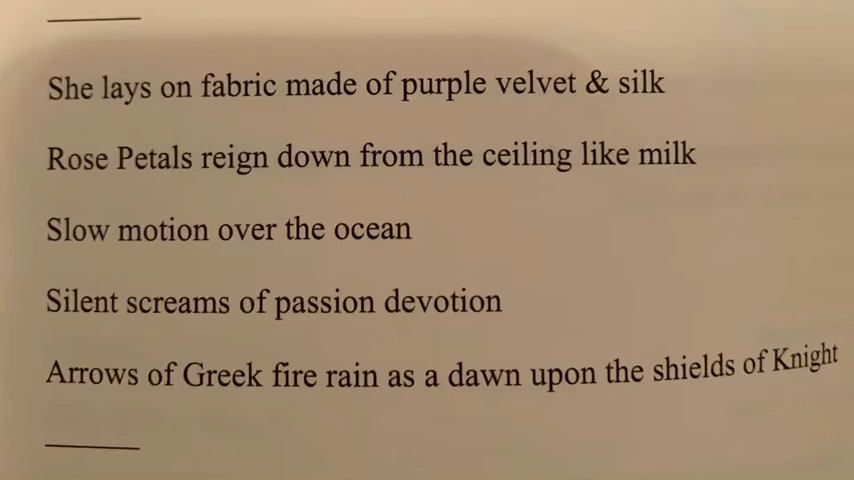 She lays on fabric made of purple velvet & silk
Rose Petals reign down from the ceiling like milk
Slow motion over the ocean
Silent screams of passion devotion
Arrows of Greek fire rain as a dawn upon the shields of Knight